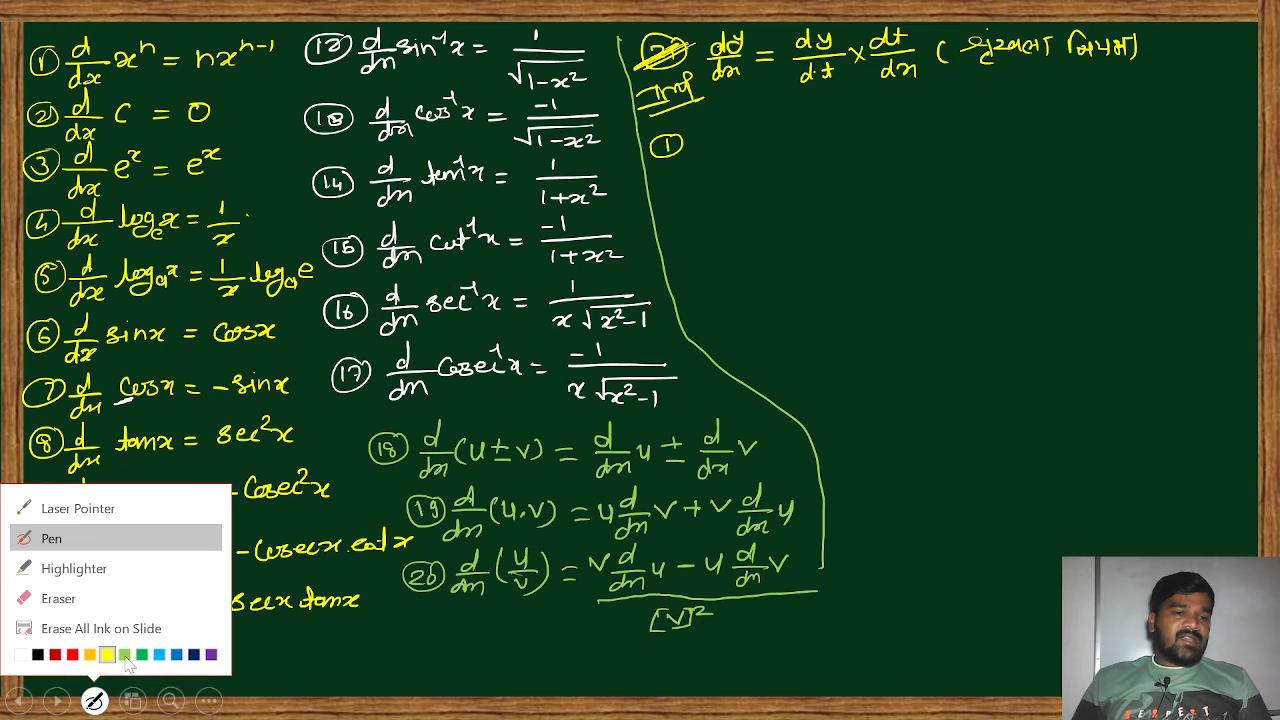 ① d/dx xⁿ = nxⁿ⁻¹
② d/dx c = 0
③ d/dx eˣ = eˣ
④ d/dx logₑx = 1/x
⑤ d/dx logₐx = 1/x logₐe
⑥ d/dx sinx = cosx
⑦ d/dx cosx = -sinx
⑧ d/dx tanx = sec²x
- cosec²x
- cosecx.cotx
secx tanx
⑫ d/dx sin⁻¹x = 1/√(1-x²)
⑬ d/dx cos⁻¹x = -1/√(1-x²)
⑭ d/dx tan⁻¹x = 1/(1+x²)
⑮ d/dx cot⁻¹x = -1/(1+x²)
⑯ d/dx sec⁻¹x = 1/(x√(x²-1))
⑰ d/dx cosec⁻¹x = -1/(x√(x²-1))
⑱ d/dx (u±v) = d/dx u ± d/dx v
⑲ d/dx (u.v) = u d/dx v + v d/dx u
⑳ d/dx (u/v) = (v d/dx u - u d/dx v)/[v]²
dy/dx = dy/dt × dt/dx (श्रृंखला नियम)
Imp
①
Laser Pointer
Pen
Highlighter
Eraser
Erase All Ink on Slide